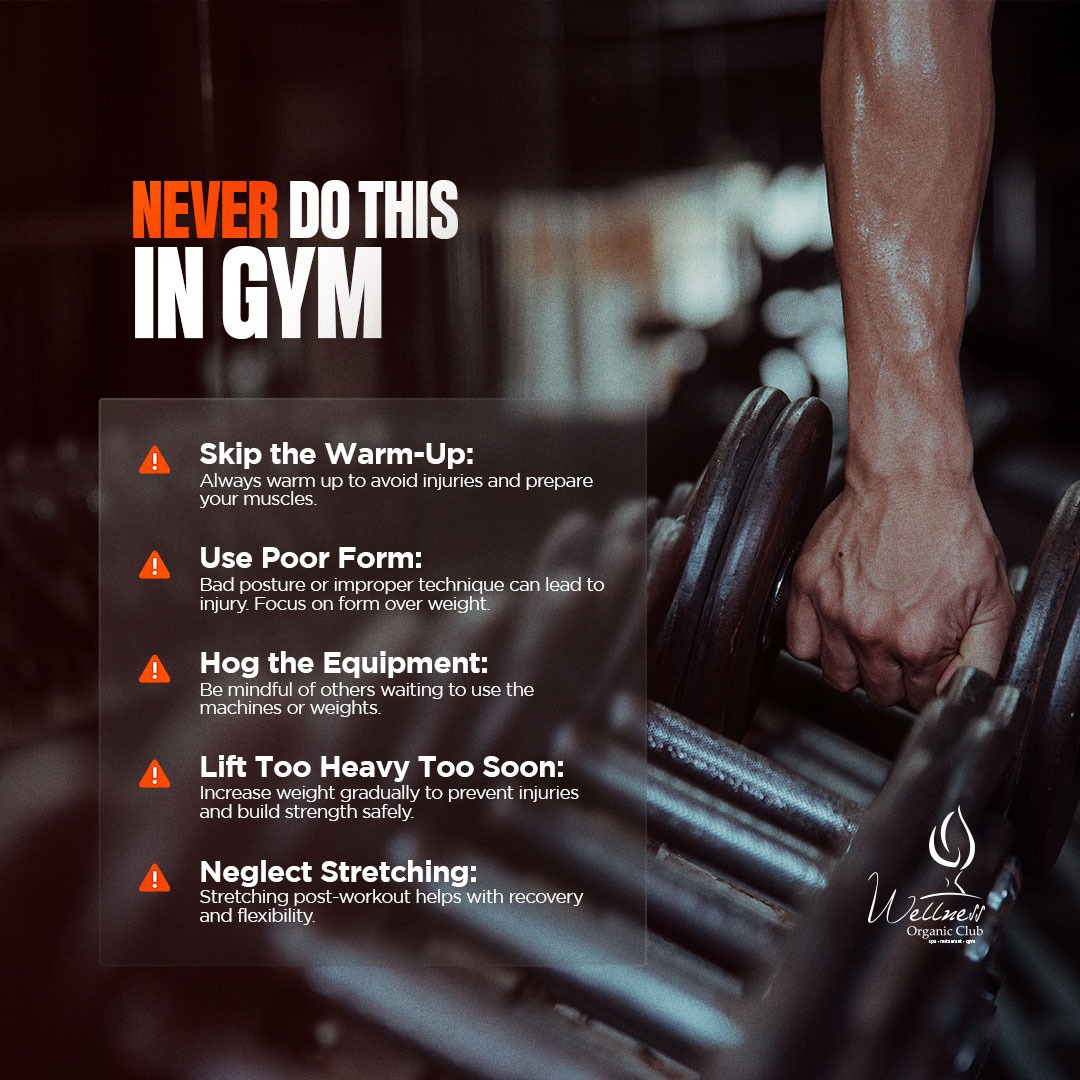 NEVER DO THIS
IN GYM
Skip the Warm-Up:
Always warm up to avoid injuries and prepare
your muscles.
Use Poor Form:
Bad posture or improper technique can lead to
injury. Focus on form over weight.
Hog the Equipment:
Be mindful of others waiting to use the
machines or weights.
Lift Too Heavy Too Soon:
Increase weight gradually to prevent injuries
and build strength safely.
Neglect Stretching:
Stretching post-workout helps with recovery
and flexibility.
Wellness
Organic Club
spa • restaurant • gym